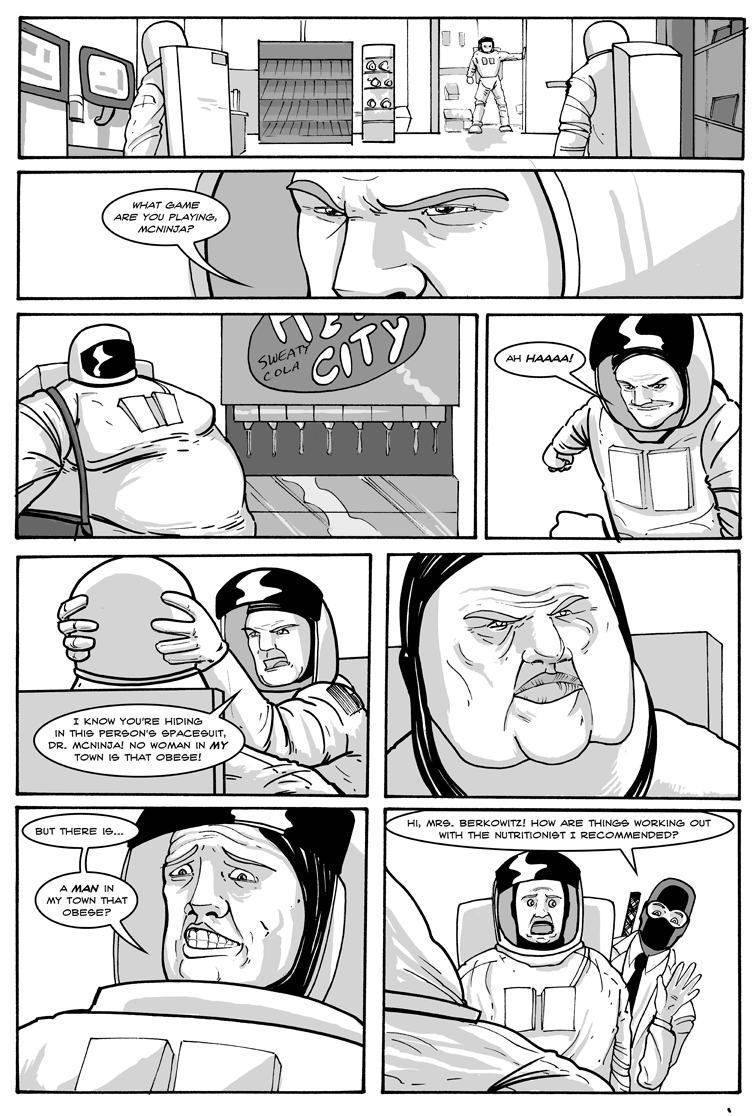 WHAT GAME
ARE YOU PLAYING,
MCNINJA?
SWEATY
COLA
CITY
AH HAAAA!
I KNOW YOU'RE HIDING
IN THIS PERSON'S SPACESUIT,
DR. MCNINJA! NO WOMAN IN MY
TOWN IS THAT OBESE!
BUT THERE IS...
A MAN IN
MY TOWN THAT
OBESE?
HI, MRS. BERKOWITZ! HOW ARE THINGS WORKING OUT
WITH THE NUTRITIONIST I RECOMMENDED?